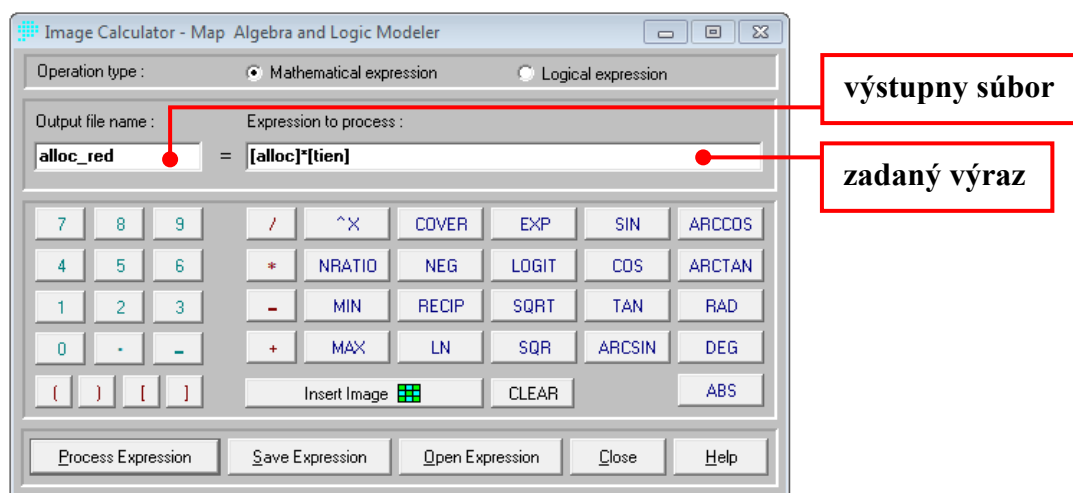 Image Calculator - Map Algebra and Logic Modeler
Operation type : Mathematical expression Logical expression
výstupny súbor
Output file name : Expression to process :
alloc_red = [alloc]*[tien]
zadaný výraz
7 8 9 / ^X COVER EXP SIN ARCCOS
4 5 6 * NRATIO NEG LOGIT COS ARCTAN
1 2 3 - MIN RECIP SQRT TAN RAD
0 . - + MAX LN SQR ARCSIN DEG
( ) [ ] Insert Image CLEAR ABS
Process Expression Save Expression Open Expression Close Help